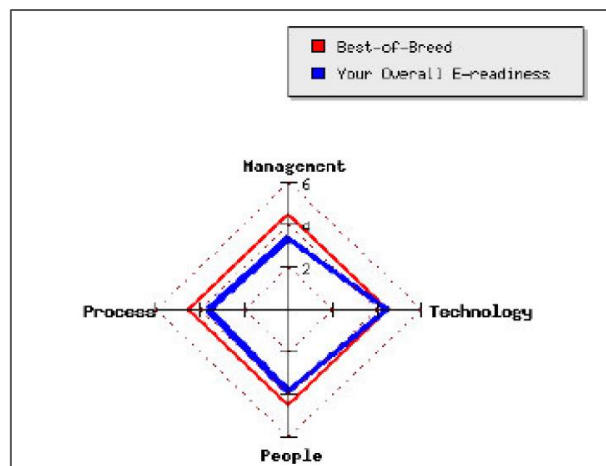 Best-of-Breed
Your Overall E-readiness
Management
6
4
2
Process
Technology
People